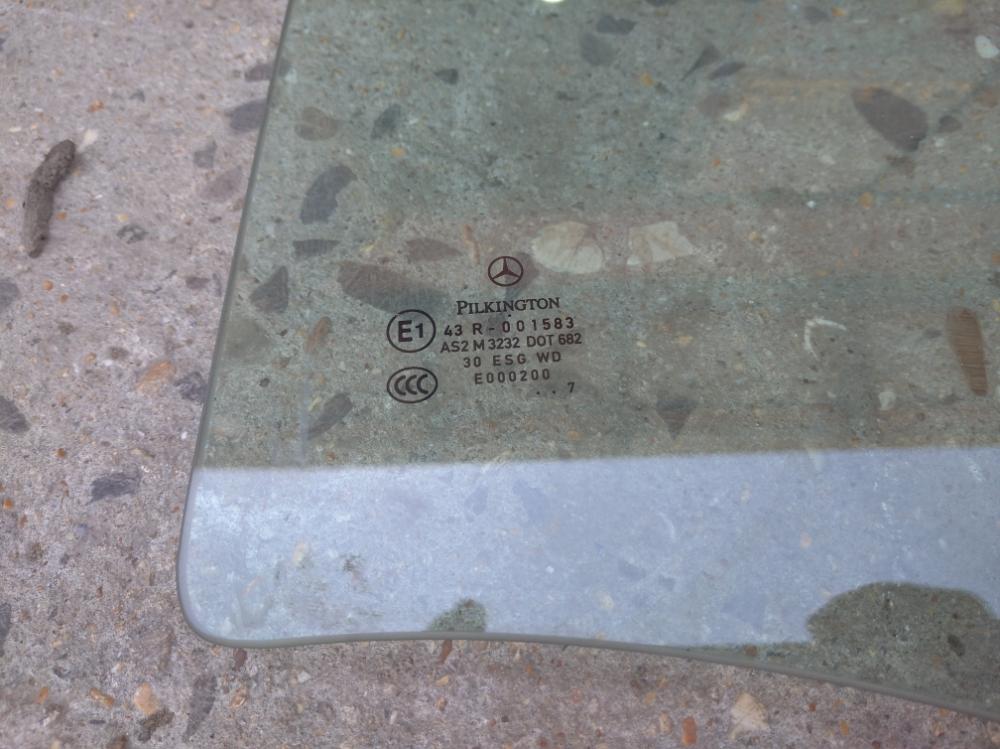 PILKINGTON
E1
43 R - 001583
AS2 M 3232 DOT 682
30 ESG WD
E000200
CCC
. . 7